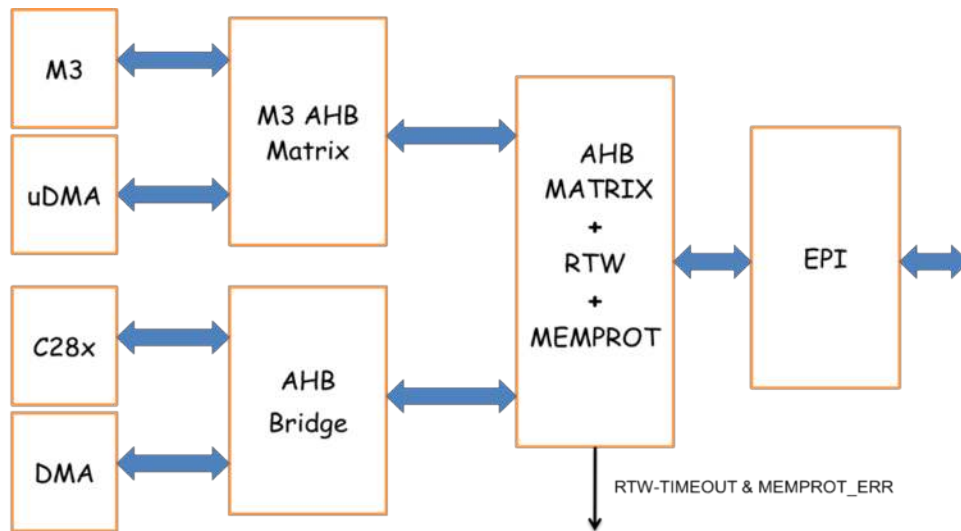 M3
uDMA
M3 AHB
Matrix
C28x
DMA
AHB
Bridge
AHB
MATRIX
+
RTW
+
MEMPROT
EPI
RTW-TIMEOUT & MEMPROT_ERR